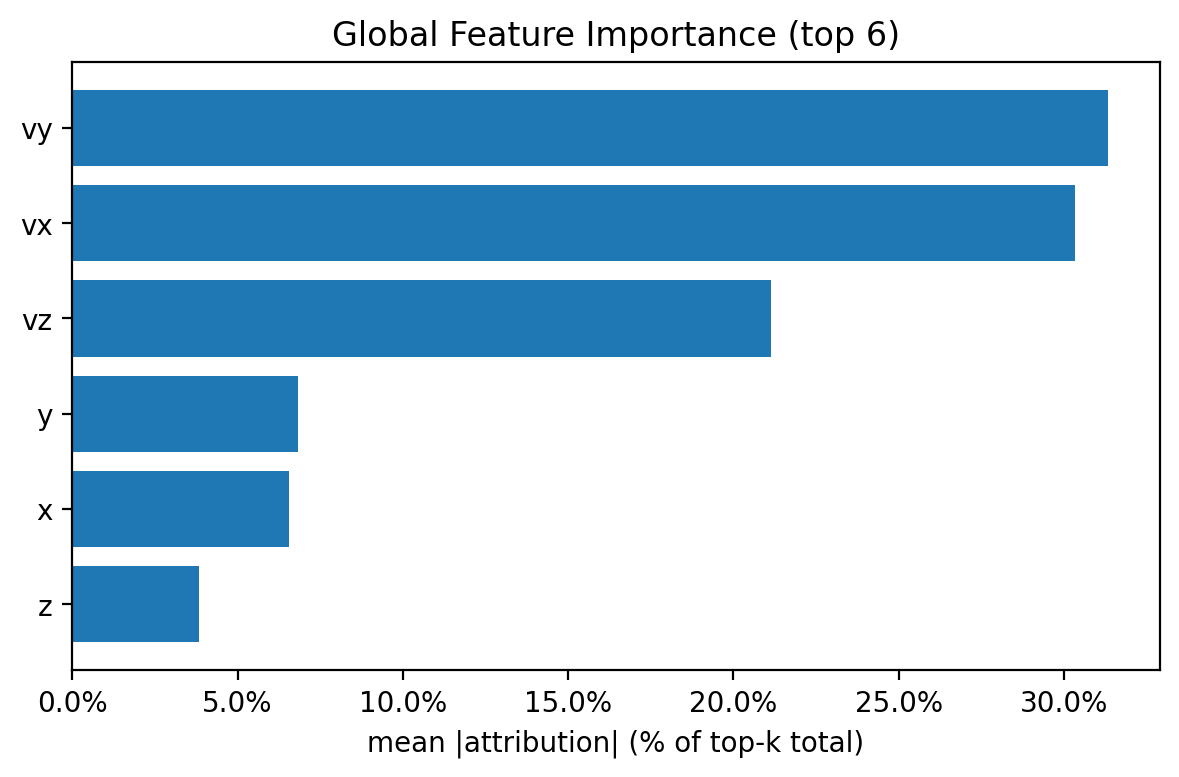 Global Feature Importance (top 6)
vy
vx
vz
y
x
z
0.0% 5.0% 10.0% 15.0% 20.0% 25.0% 30.0%
mean |attribution| (% of top-k total)